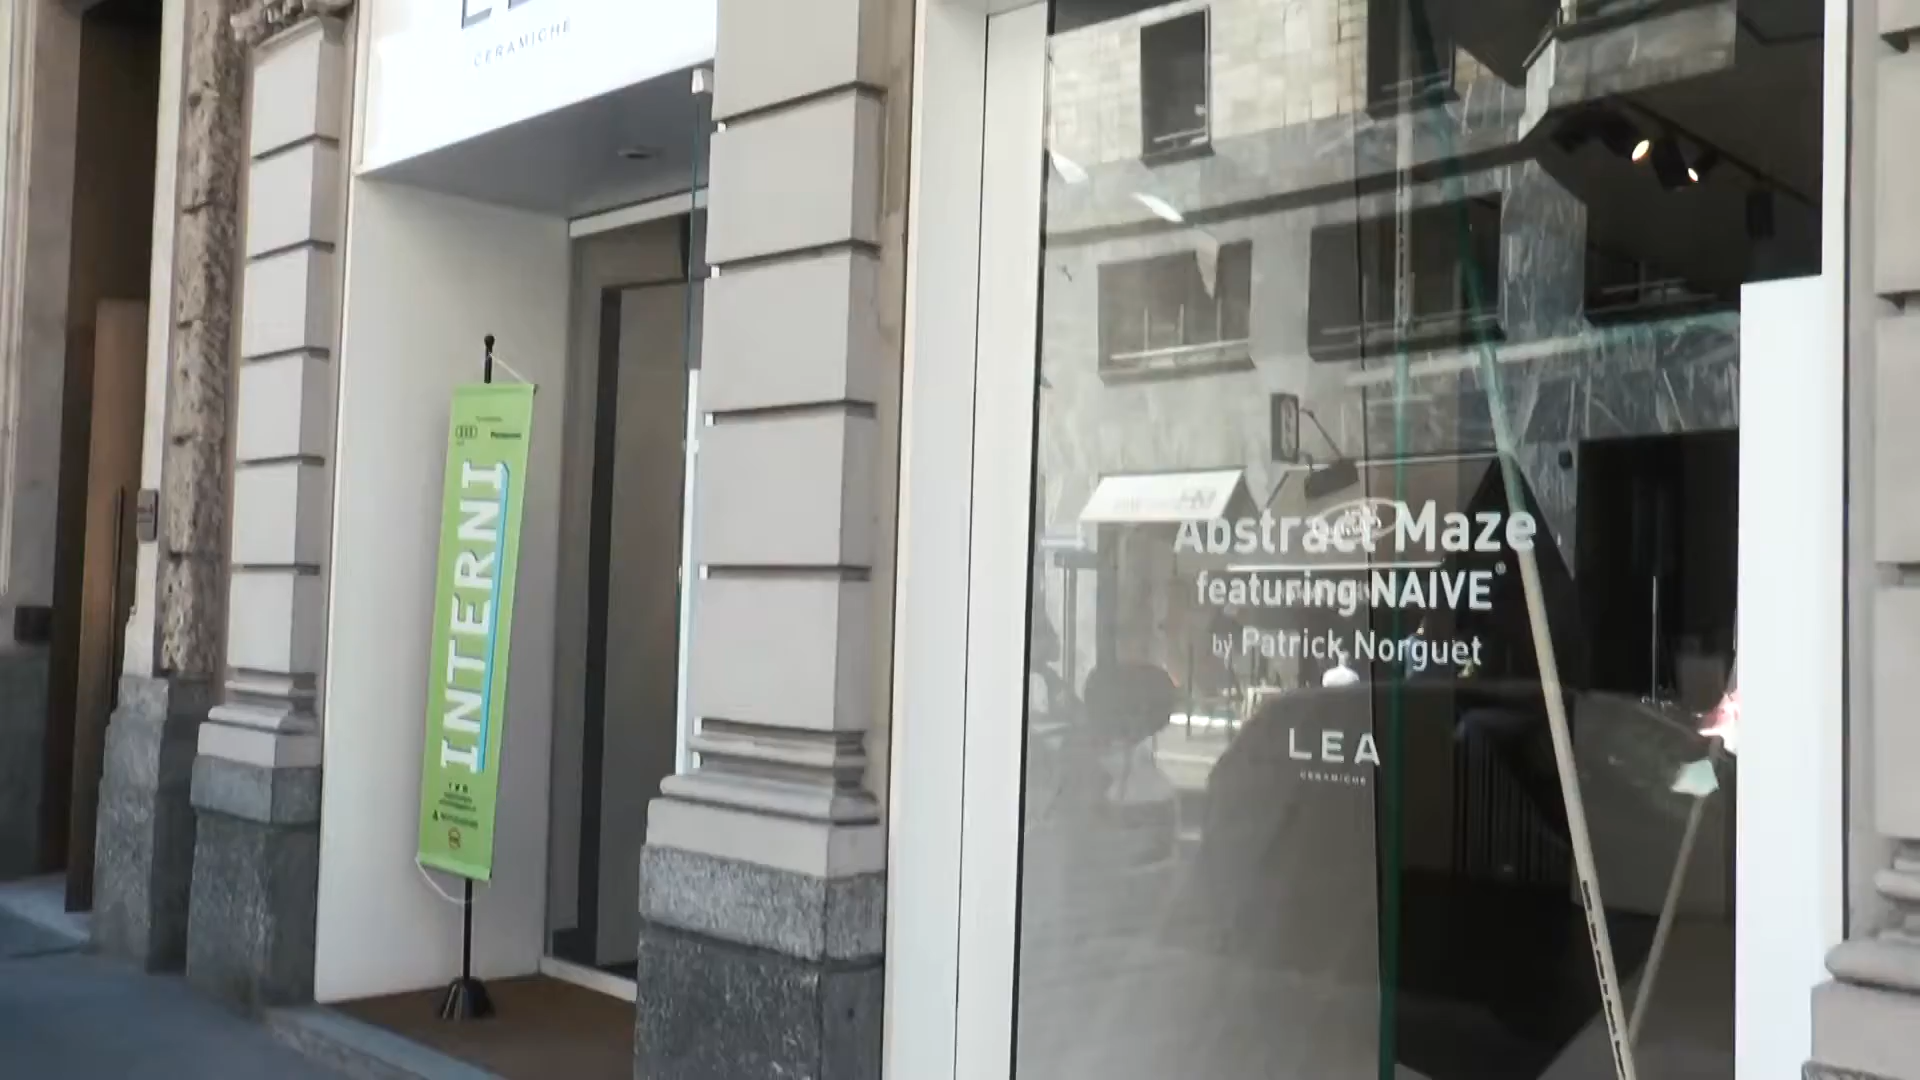 CERAMICHE
INTERNI
Abstract Maze
featuring NAIVE®
by Patrick Norguet
LEA
CERAMICHE